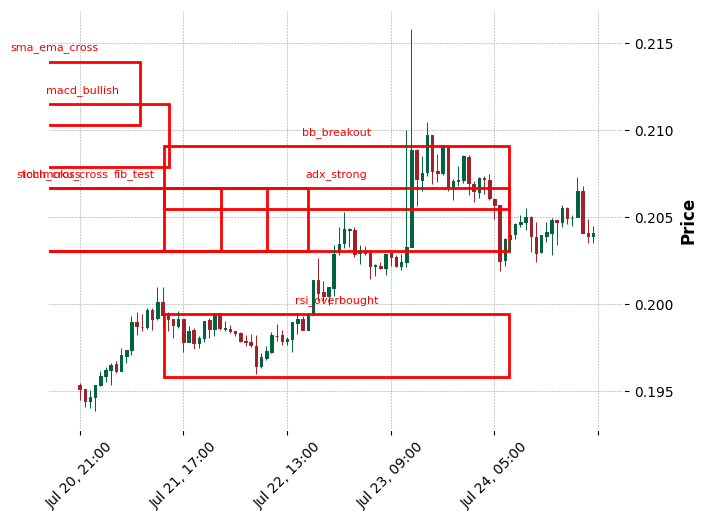 sma_ema_cross
0.215
macd_bullish
0.210
bb_breakout
fib_test
adx_strong
0.205
Price
rsi_overbought
0.200
0.195
Jul 20, 21:00
Jul 21, 17:00
Jul 22, 13:00
Jul 23, 09:00
Jul 24, 05:00